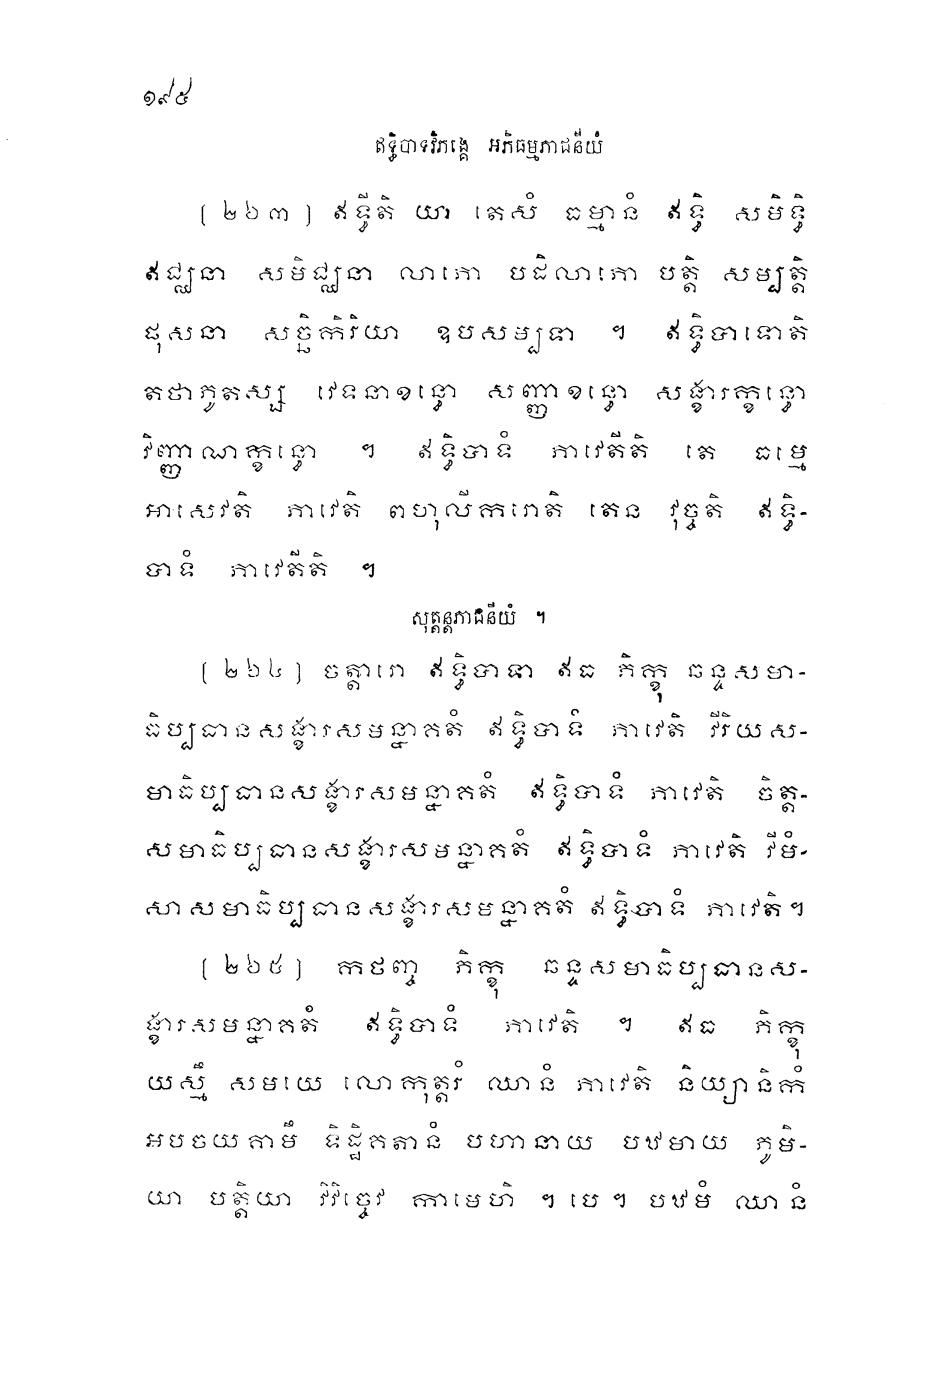 ១៩៥
ឥទ្ធិបាទវិភង្គេ អភិធម្មភាជនីយំ
[ ២៦៣ ] ឥទ្ធីតិ យា តេសំ ធម្មានំ ឥទ្ធិ សមិទ្ធិ
ឥជ្ឈនា សមិជ្ឈនា លាភោ បដិលាភោ បត្តិ សម្បត្តិ
ផុសនា សច្ឆិកិរិយា ឧបសម្បទា ។ ឥទ្ធិបាទោតិ
តថាភូតស្ស វេទនាខន្ធោ សញ្ញាខន្ធោ សង្ខារក្ខន្ធោ
វិញ្ញាណក្ខន្ធោ ។ ឥទ្ធិបាទំ ភាវេតីតិ តេ ធម្មេ
អាសេវតិ ភាវេតិ ពហុលីករោតិ តេន វុច្ចតិ ឥទ្ធិ-
បាទំ ភាវេតីតិ ។
សុត្តន្តភាជនីយំ ។
[ ២៦៤ ] ចត្តារោ ឥទ្ធិបាទា ឥធ ភិក្ខុ ឆន្ទសមា-
ធិប្បធានសង្ខារសមន្នាគតំ ឥទ្ធិបាទំ ភាវេតិ វីរិយស-
មាធិប្បធានសង្ខារសមន្នាគតំ ឥទ្ធិបាទំ ភាវេតិ ចិត្ត-
សមាធិប្បធានសង្ខារសមន្នាគតំ ឥទ្ធិបាទំ ភាវេតិ វីមំ-
សាសមាធិប្បធានសង្ខារសមន្នាគតំ ឥទ្ធិបាទំ ភាវេតិ។
[ ២៦៥ ] កថញ្ច ភិក្ខុ ឆន្ទសមាធិប្បធានស-
ង្ខារសមន្នាគតំ ឥទ្ធិបាទំ ភាវេតិ ។ ឥធ ភិក្ខុ
យស្មឹ សមយេ លោកុត្តរំ ឈានំ ភាវេតិ និយ្យានិកំ
អបចយគាមឹ ទិដ្ឋិគតានំ បហានាយ បឋមាយ ភូមិ-
យា បត្តិយា វិវិច្ចេវ កាមេហិ ។ បេ ។ បឋមំ ឈានំ